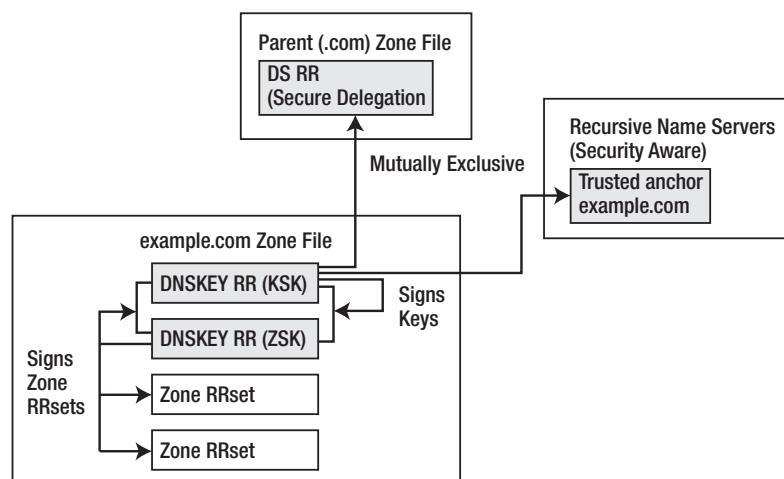 Parent (.com) Zone File
DS RR
(Secure Delegation
Recursive Name Servers
(Security Aware)
Trusted anchor
example.com
Mutually Exclusive
example.com Zone File
DNSKEY RR (KSK)
Signs
Keys
DNSKEY RR (ZSK)
Signs
Zone
RRsets
Zone RRset
Zone RRset